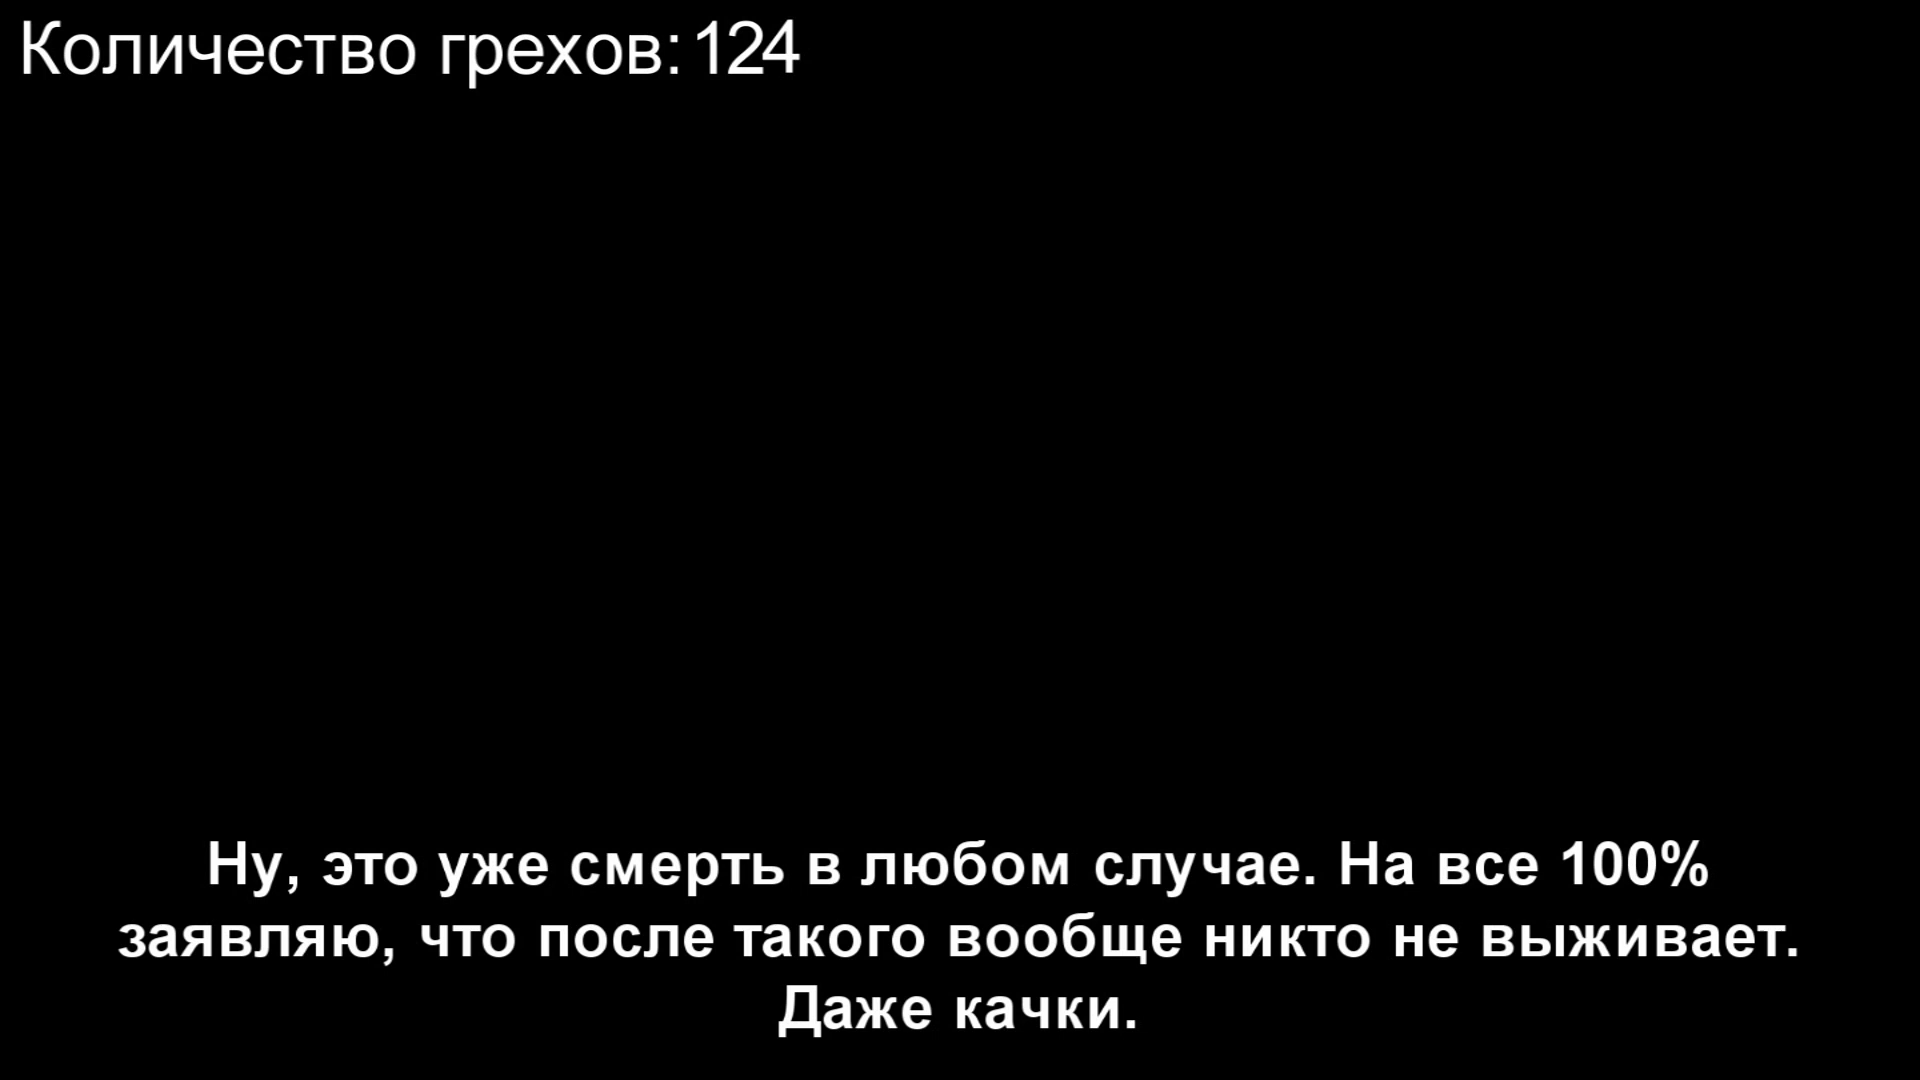 Количество грехов:124
Ну, это уже смерть в любом случае. На все 100%
заявляю, что после такого вообще никто не выживает.
Даже качки.